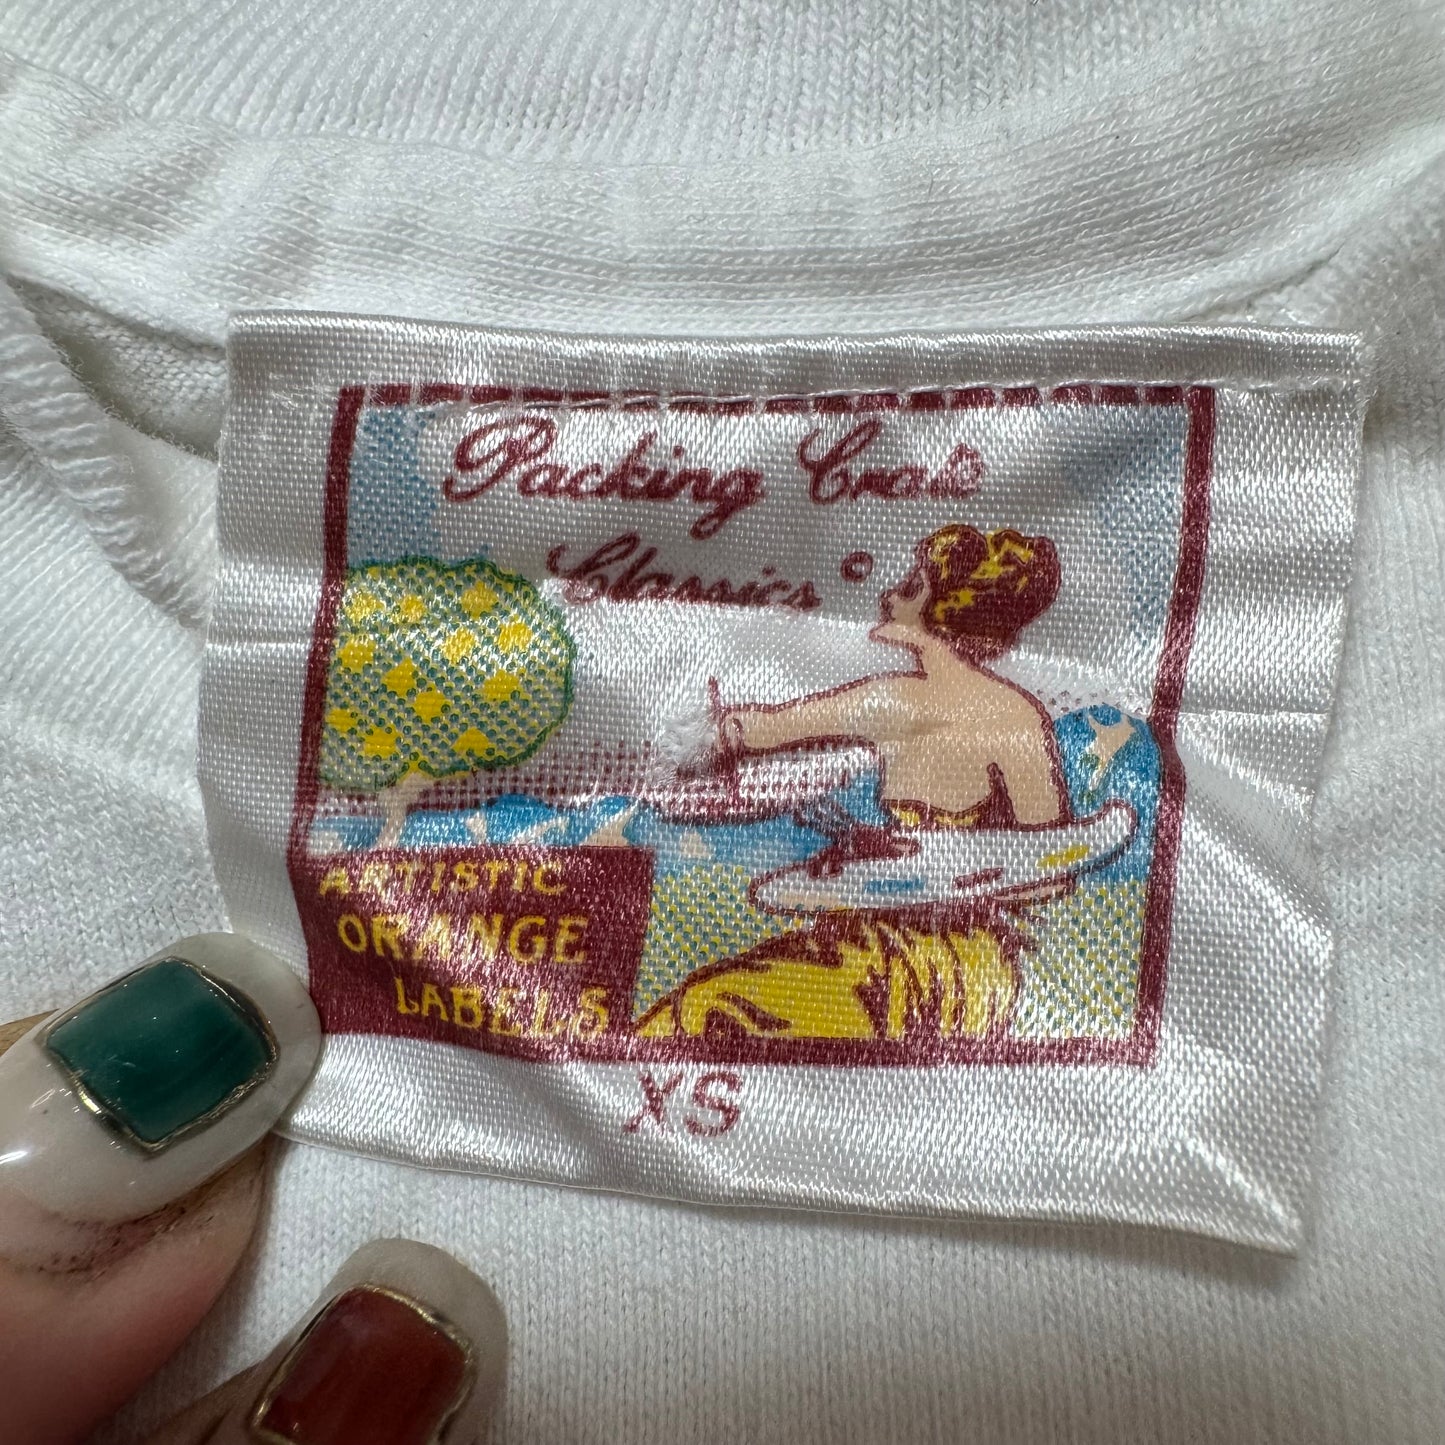 Packing Crate
Classics ©
ARTISTIC
ORANGE
LABELS
XS